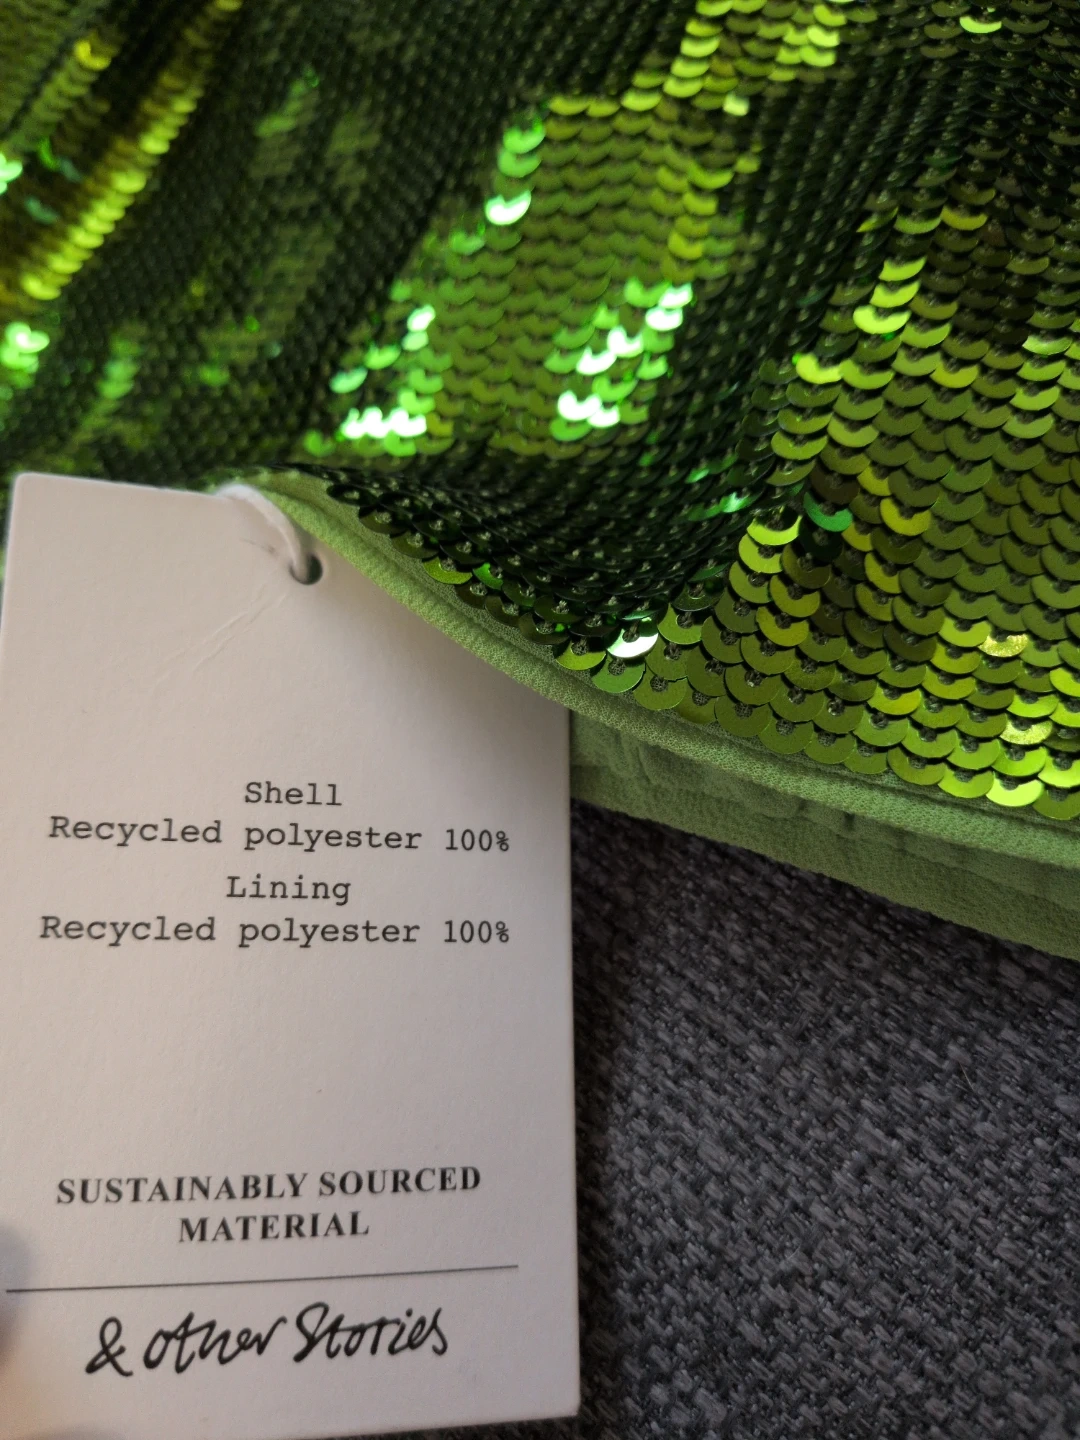 Shell
Recycled polyester 100%
Lining
Recycled polyester 100%
SUSTAINABLY SOURCED
MATERIAL
& other Stories